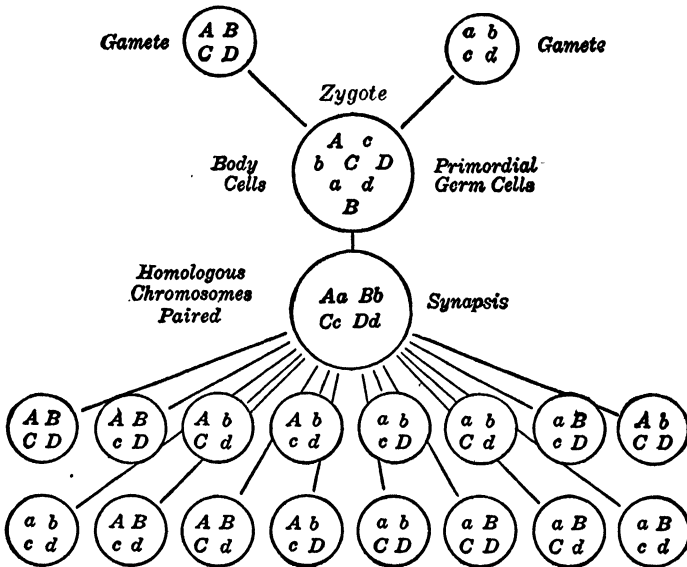 Gamete
A B
C D
a b
c d
Gamete
Zygote
A c
b C D
a d
B
Body
Cells
Primordial
Germ Cells
Homologous
Chromosomes
Paired
Aa Bb
Cc Dd
Synapsis
A B
C D
A B
c D
A b
C d
A b
c d
a b
c D
a b
C d
a B
c D
A b
C D
a b
c d
A B
c d
A B
C d
A b
c D
a b
C D
a B
C D
a B
C d
a B
c d